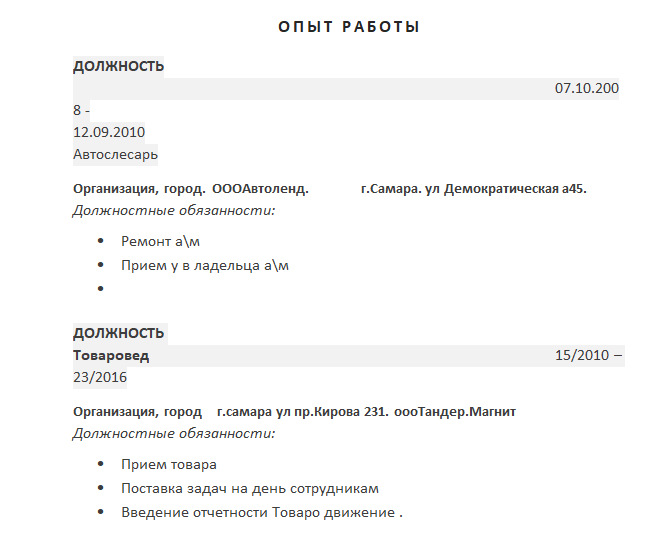 ОПЫТ РАБОТЫ
ДОЛЖНОСТЬ
07.10.200
8 -
12.09.2010
Автослесарь
Организация, город. ОООАвтоленд. г.Самара. ул Демократическая а45.
Должностные обязанности:
• Ремонт а\м
• Прием у в ладельца а\м
•
ДОЛЖНОСТЬ
Товаровед 15/2010 –
23/2016
Организация, город г.самара ул пр.Кирова 231. оооТандер.Магнит
Должностные обязанности:
• Прием товара
• Поставка задач на день сотрудникам
• Введение отчетности Товаро движение .